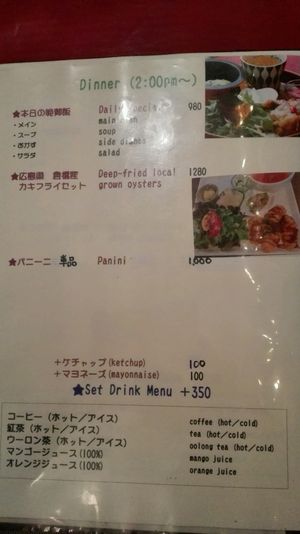 Dinner (2:00pm〜)
★本日の晩御飯 Daily special 980
・メイン main dish
・スープ soup
・おかず side dishes
・サラダ salad
★広島県 倉橋産 Deep-fried local 1280
カキフライセット grown oysters
★パニーニ 単品 Panini
+ケチャップ(ketchup) 100
+マヨネーズ(mayonnaise) 100
★Set Drink Menu +350
コーヒー(ホット/アイス) coffee (hot/cold)
紅茶(ホット/アイス) tea (hot/cold)
ウーロン茶(ホット/アイス) oolong tea (hot/cold)
マンゴージュース(100%) mango juice
オレンジジュース(100%) orange juice